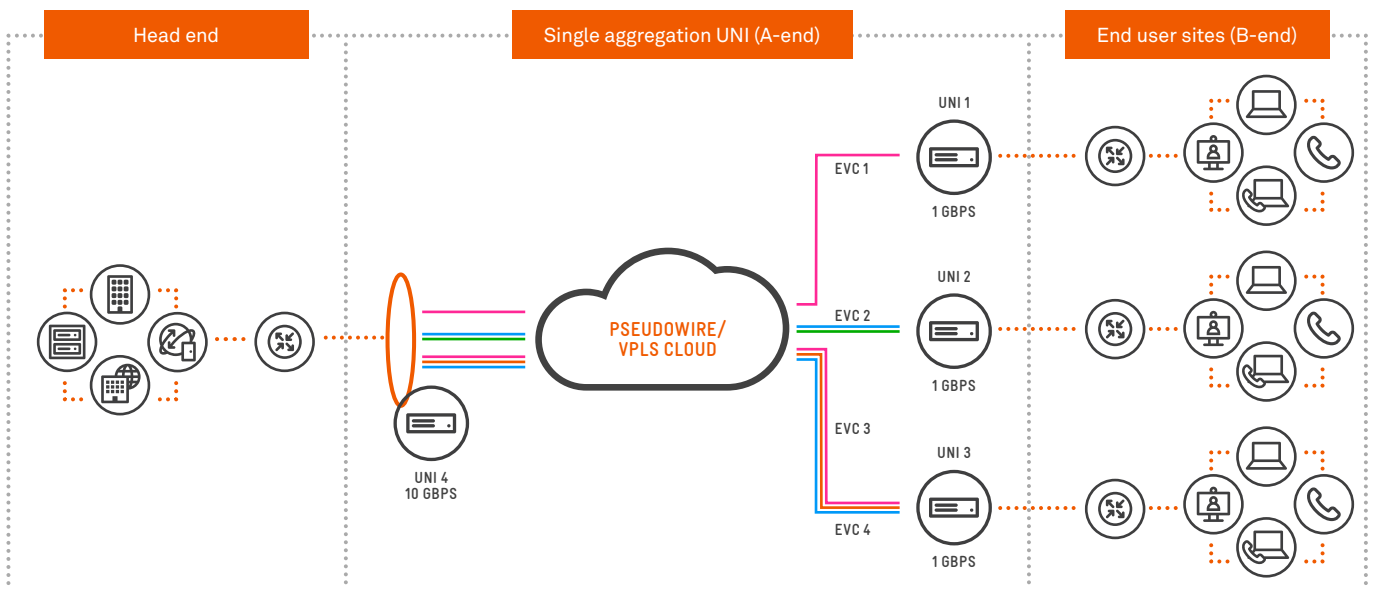 Head end
Single aggregation UNI (A-end)
End user sites (B-end)
UNI 1
EVC 1
1 GBPS
UNI 2
EVC 2
PSEUDOWIRE/
VPLS CLOUD
1 GBPS
UNI 4
10 GBPS
EVC 3
UNI 3
EVC 4
1 GBPS